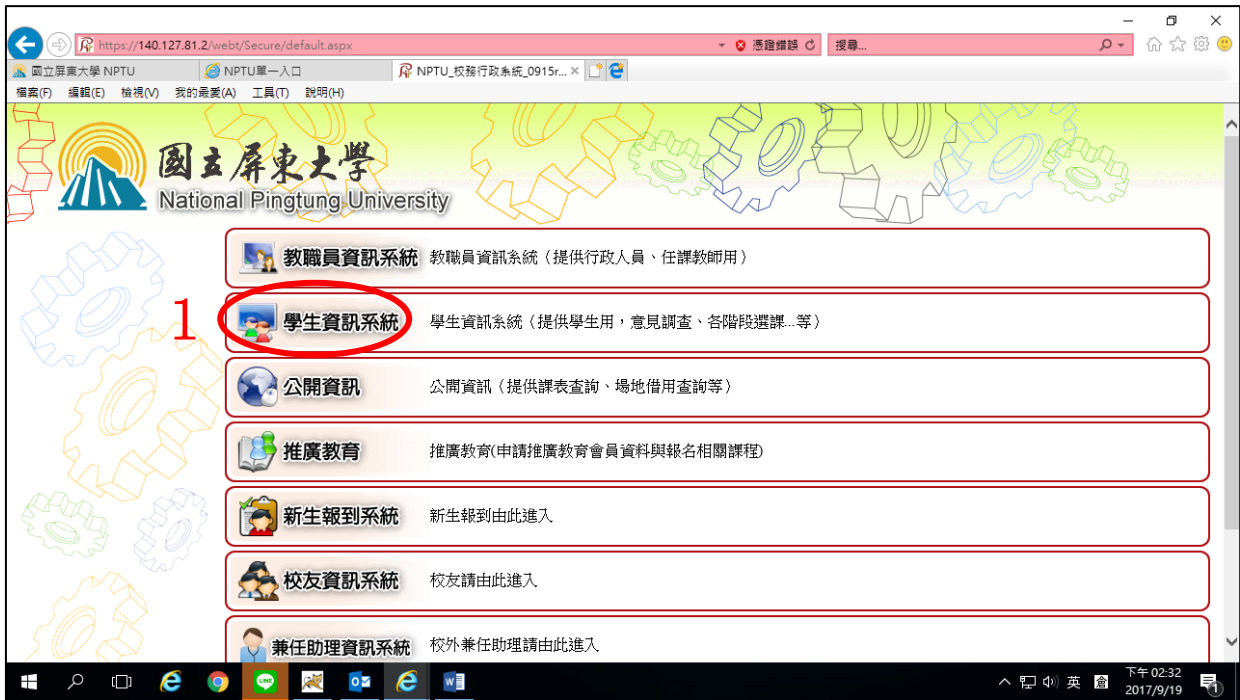 https://140.127.81.2/webt/Secure/default.aspx 憑證錯誤 搜尋...
國立屏東大學 NPTU NPTU單一入口 NPTU_校務行政系統_0915r...
檔案(F) 編輯(E) 檢視(V) 我的最愛(A) 工具(T) 說明(H)
國立屏東大學
National Pingtung University
教職員資訊系統 教職員資訊系統（提供行政人員、任課教師用）
1 學生資訊系統 學生資訊系統（提供學生用，意見調查、各階段選課...等）
公開資訊 公開資訊（提供課表查詢、場地借用查詢等）
推廣教育 推廣教育(申請推廣教育會員資料與報名相關課程)
新生報到系統 新生報到由此進入
校友資訊系統 校友請由此進入
兼任助理資訊系統 校外兼任助理請由此進入
LINE
英 下午 02:32
2017/9/19